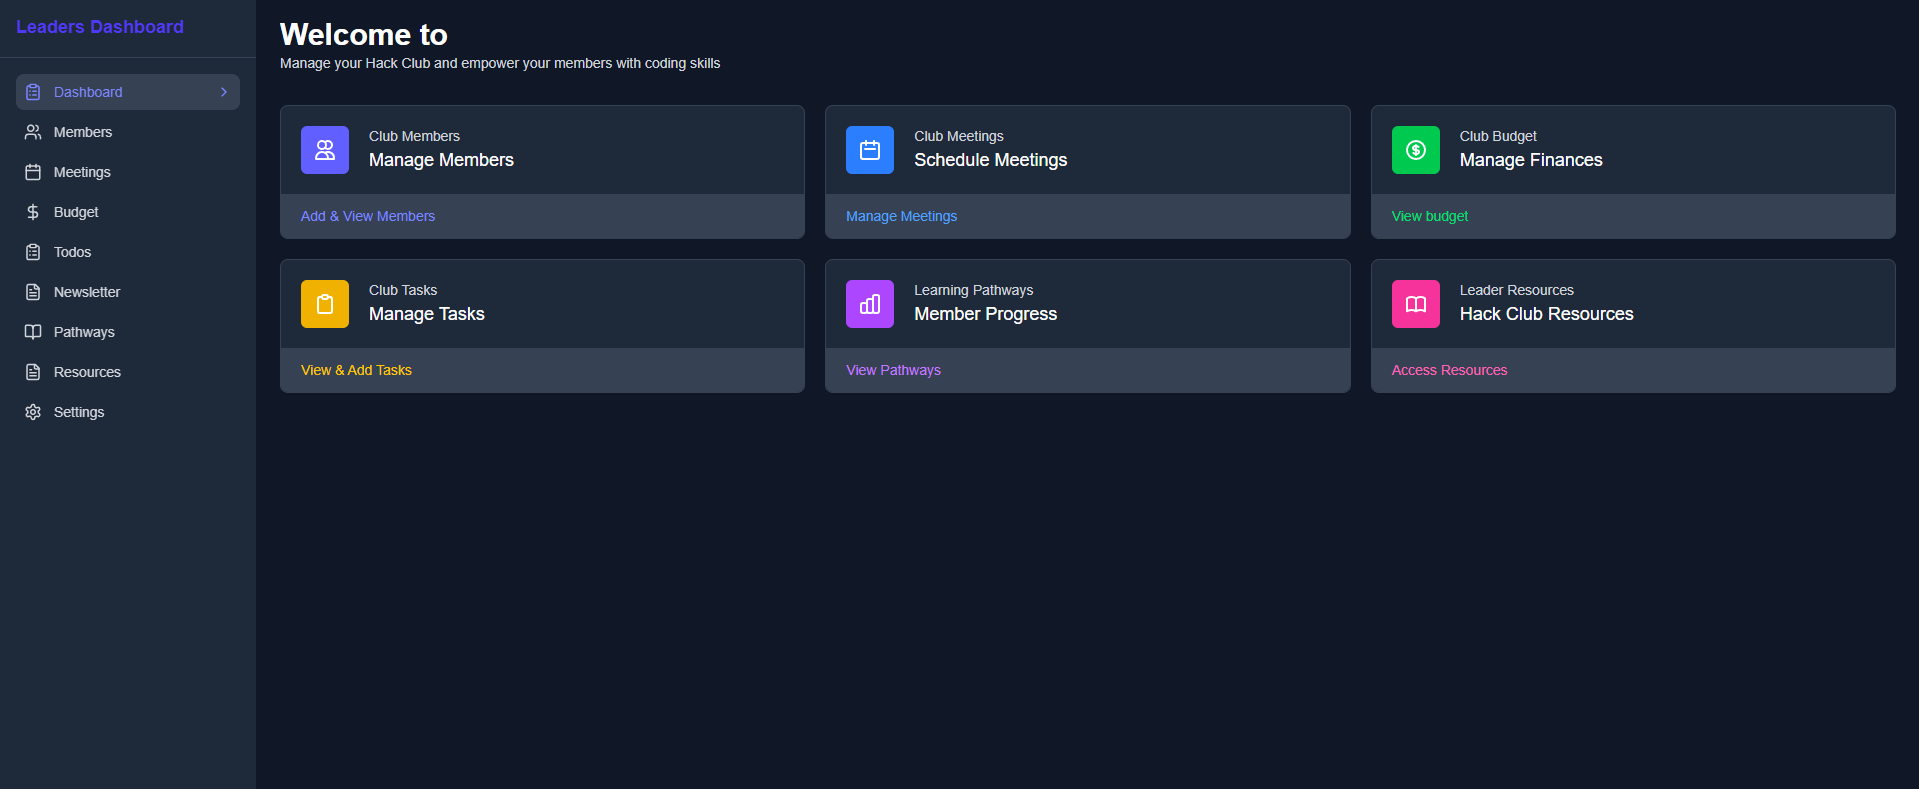 Leaders Dashboard
Dashboard
Members
Meetings
Budget
Todos
Newsletter
Pathways
Resources
Settings
Welcome to
Manage your Hack Club and empower your members with coding skills
Club Members
Manage Members
Add & View Members
Club Meetings
Schedule Meetings
Manage Meetings
Club Budget
Manage Finances
View budget
Club Tasks
Manage Tasks
View & Add Tasks
Learning Pathways
Member Progress
View Pathways
Leader Resources
Hack Club Resources
Access Resources